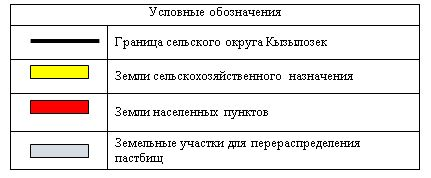 Условные обозначения
Граница сельского округа Кызылозек
Земли сельскохозяйственного назначения
Земли населенных пунктов
Земельные участки для перераспределения
пастбищ